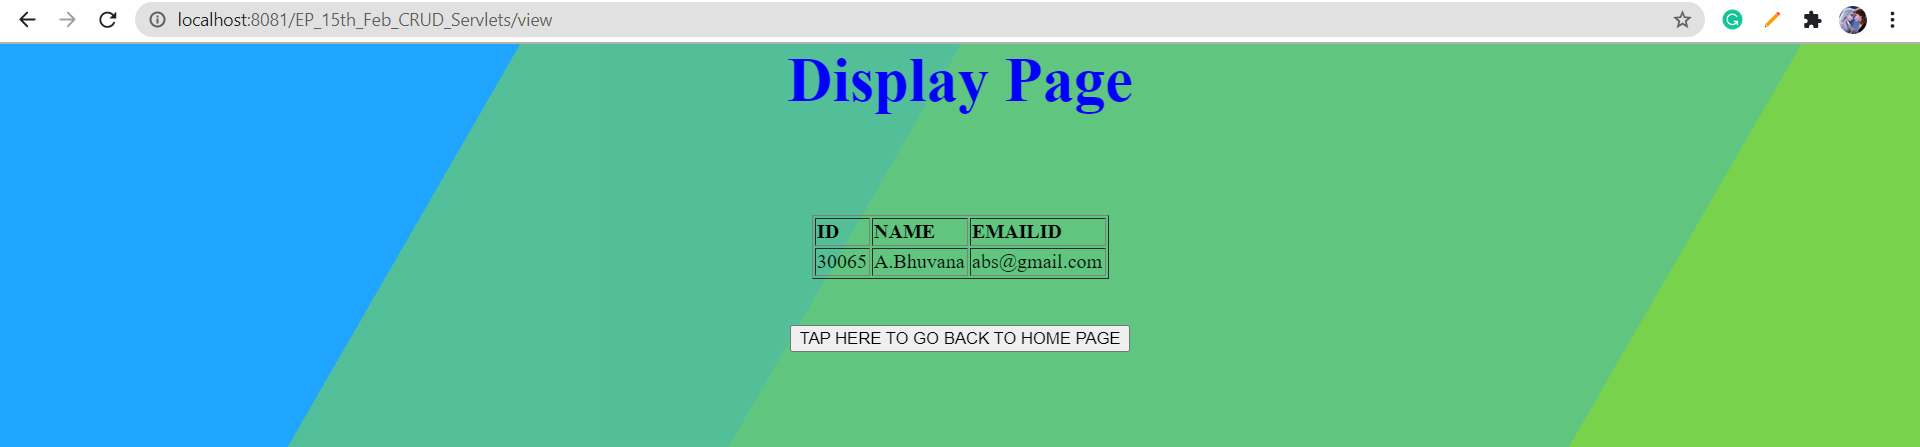 localhost:8081/EP_15th_Feb_CRUD_Servlets/view
Display Page
ID NAME EMAILID
30065 A.Bhuvana abs@gmail.com
TAP HERE TO GO BACK TO HOME PAGE